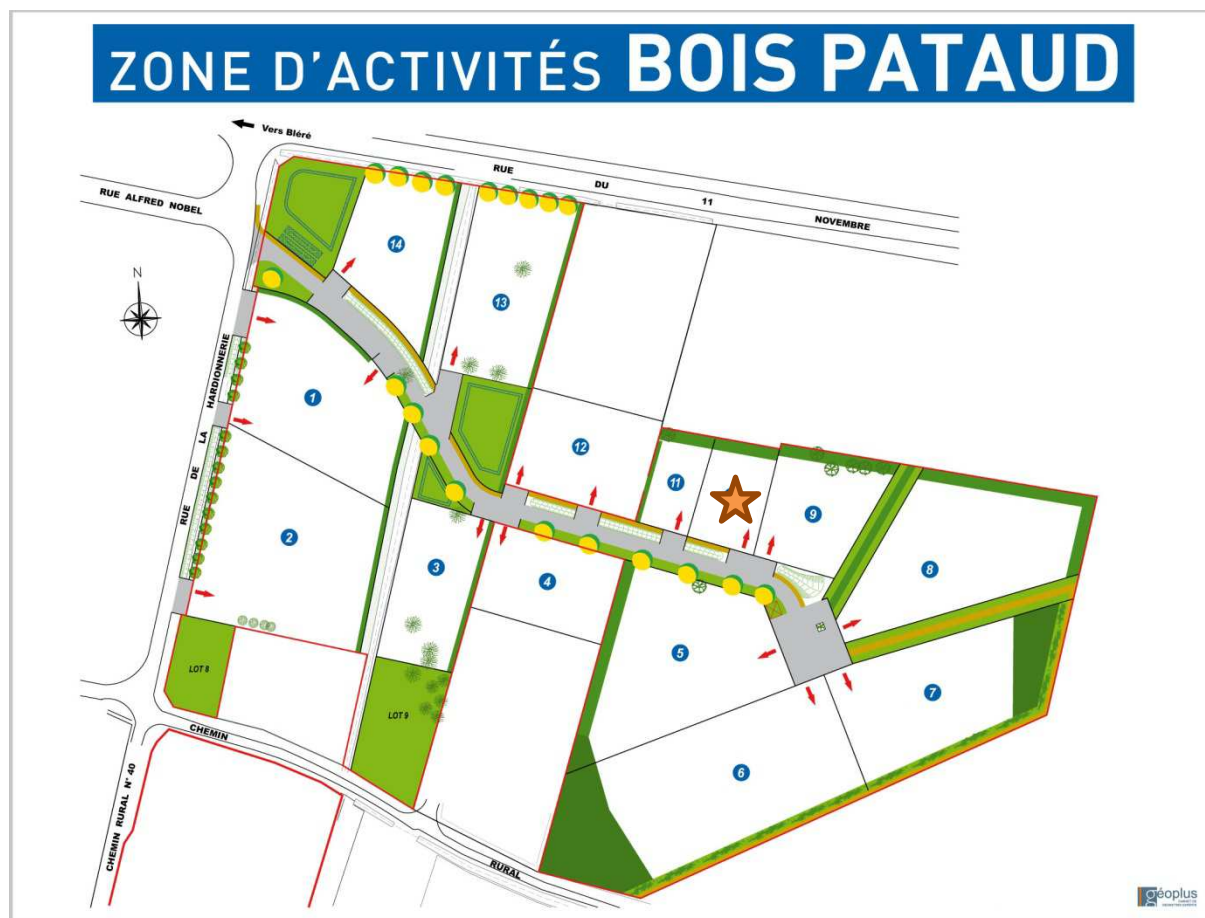 ZONE D'ACTIVITÉS BOIS PATAUD
Vers Bléré
RUE DU 11 NOVEMBRE
RUE ALFRED NOBEL
N
14
13
RUE DE LA HARDIONNERIE
1
12
11
9
2
3
4
8
5
7
6
LOT 8
LOT 9
CHEMIN RURAL
CHEMIN RURAL N° 40
géoplus